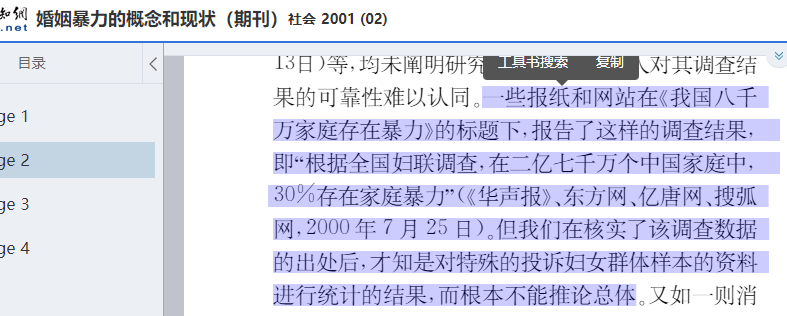 知網 婚姻暴力的概念和现状（期刊）社会 2001 (02)
.net
目录
13日)等,均未阐明研究
工具书搜索 复制
人对其调查结
果的可靠性难以认同。一些报纸和网站在《我国八千
ge 1
万家庭存在暴力》的标题下,报告了这样的调查结果,
ge 2
即“根据全国妇联调查,在二亿七千万个中国家庭中,
30%存在家庭暴力”(《华声报》、东方网、亿唐网、搜弧
ge 3
网,2000年7月25日)。但我们在核实了该调查数据
ge 4
的出处后,才知是对特殊的投诉妇女群体样本的资料
进行统计的结果,而根本不能推论总体。又如一则消